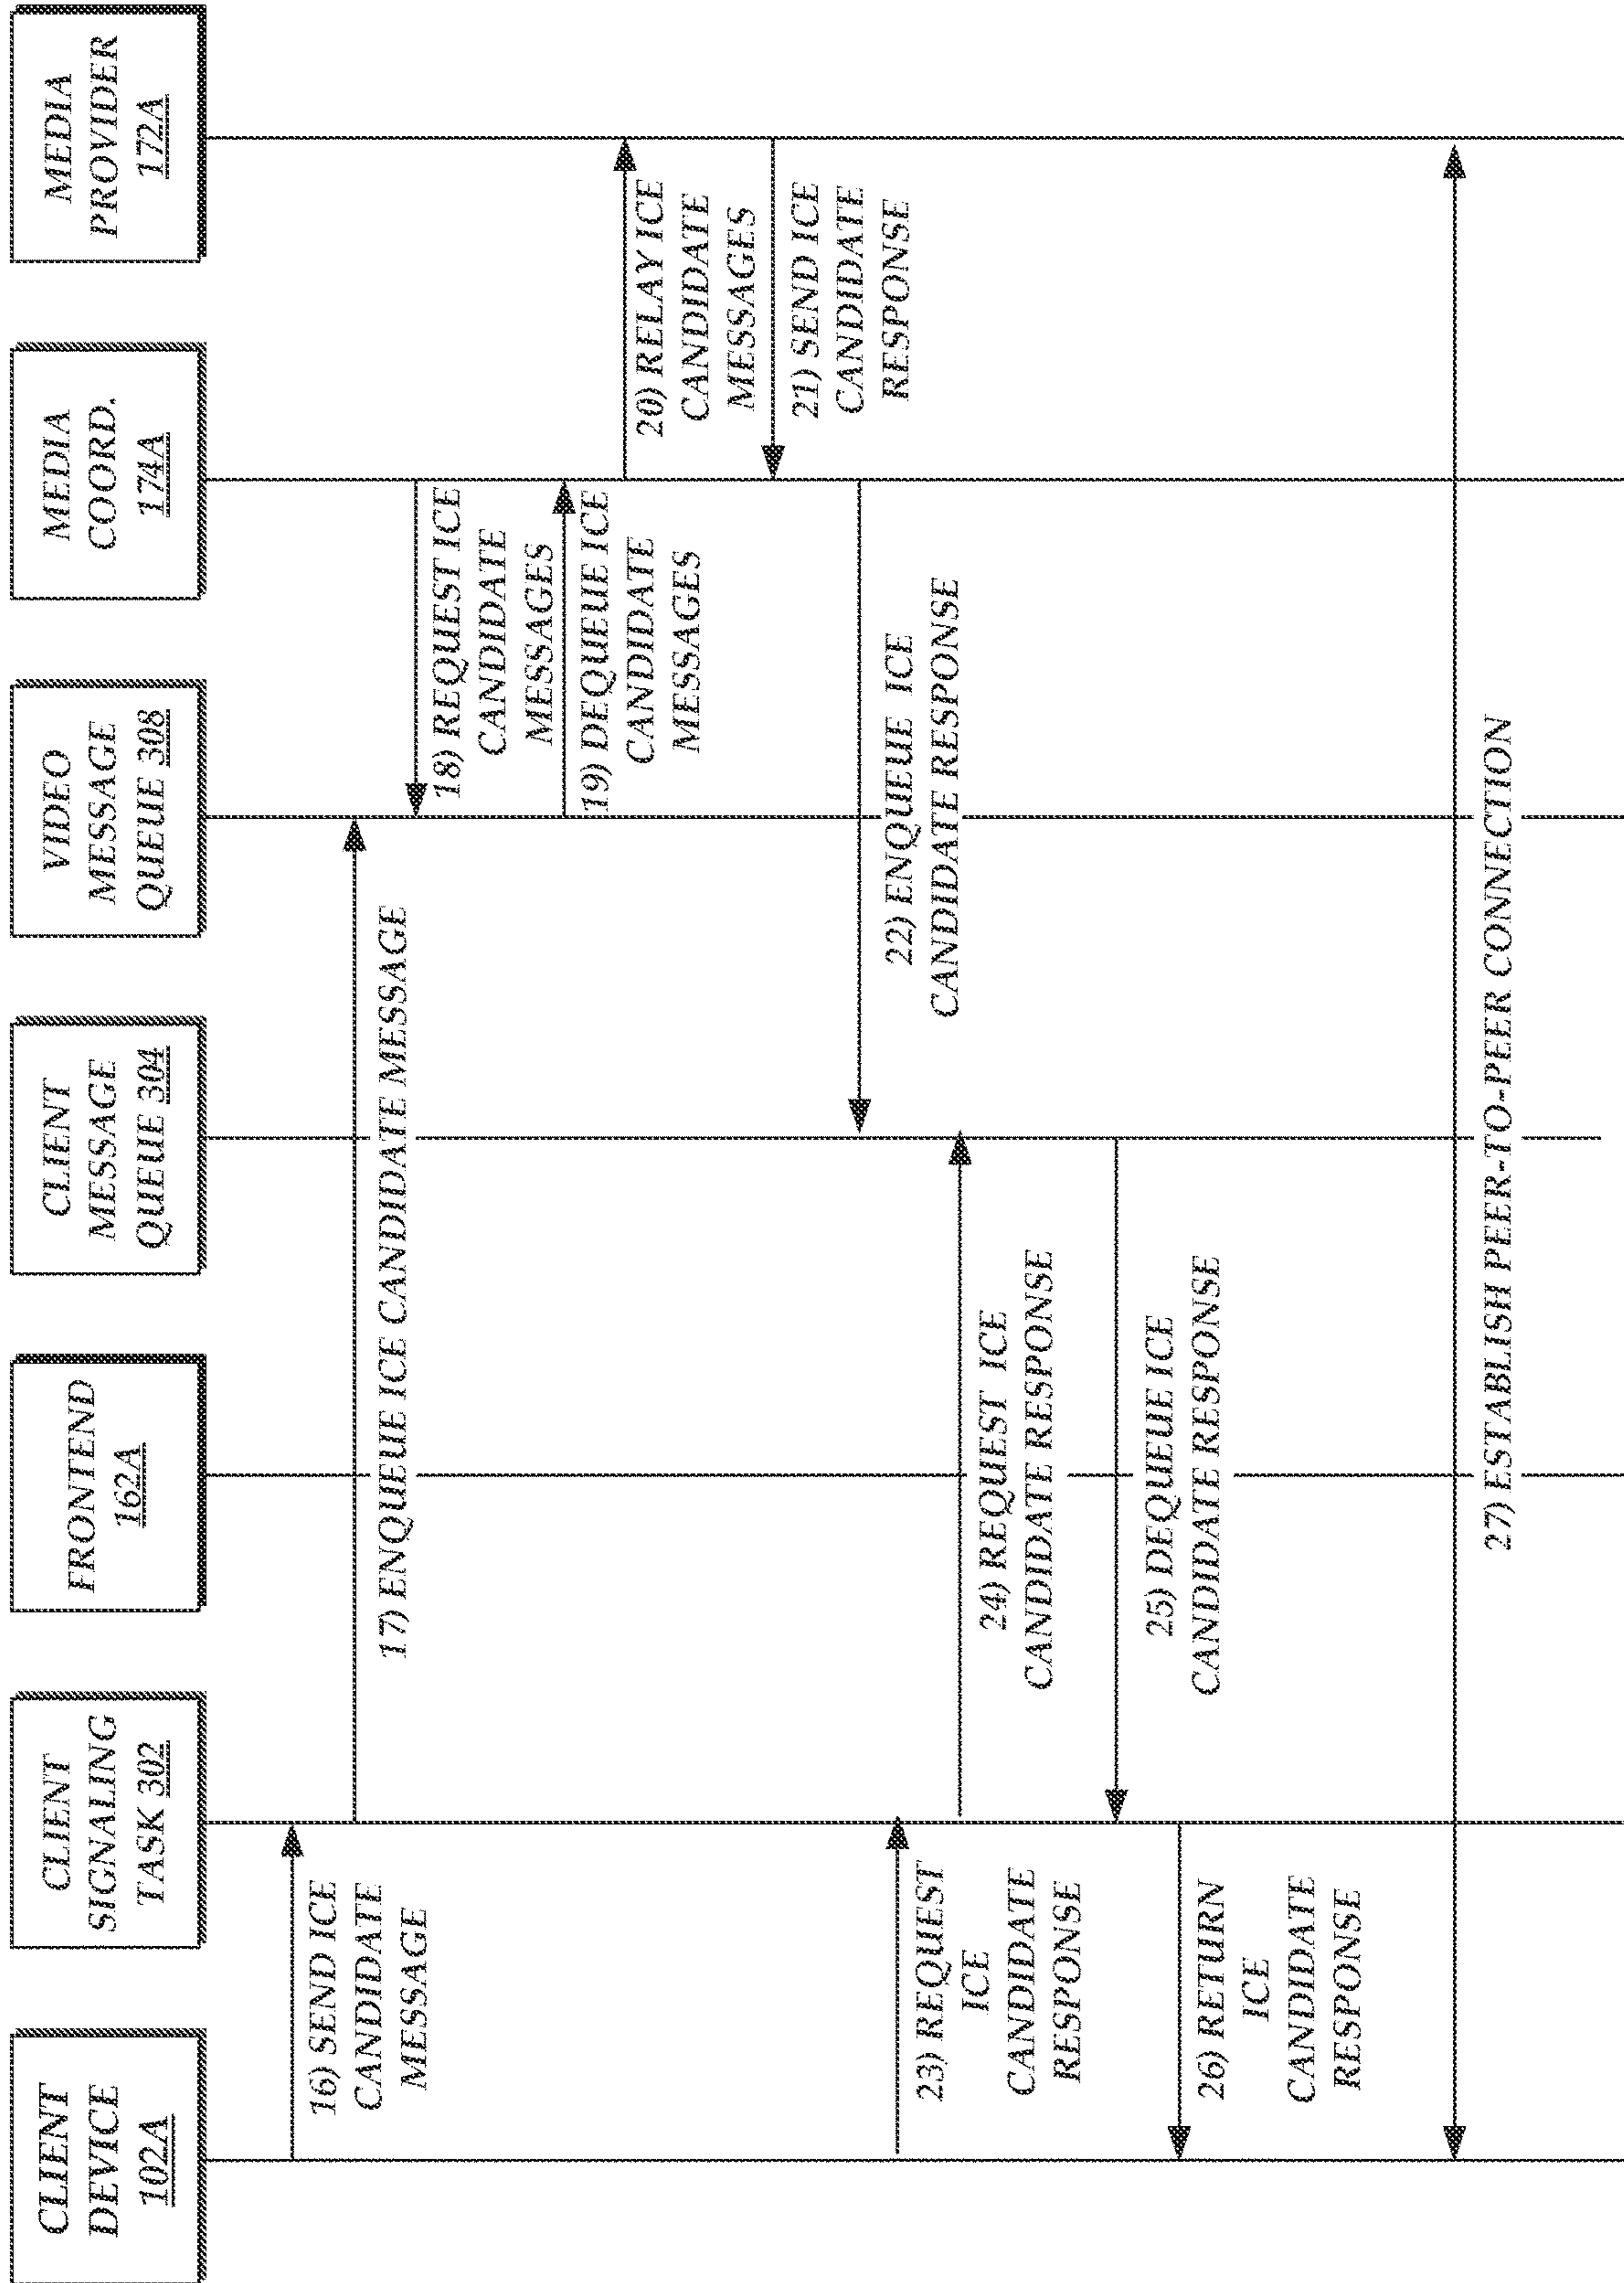 CLIENT
DEVICE
102A
CLIENT
SIGNALING
TASK 302
FRONTEND
162A
CLIENT
MESSAGE
QUEUE 304
VIDEO
MESSAGE
QUEUE 308
MEDIA
COORD.
174A
MEDIA
PROVIDER
172A
16) SEND ICE
CANDIDATE
MESSAGE
17) ENQUEUE ICE CANDIDATE MESSAGE
18) REQUEST ICE
CANDIDATE
MESSAGES
19) DEQUEUE ICE
CANDIDATE
MESSAGES
20) RELAY ICE
CANDIDATE
MESSAGES
21) SEND ICE
CANDIDATE
RESPONSE
22) ENQUEUE ICE
CANDIDATE RESPONSE
23) REQUEST
ICE
CANDIDATE
RESPONSE
24) REQUEST ICE
CANDIDATE RESPONSE
25) DEQUEUE ICE
CANDIDATE RESPONSE
26) RETURN
ICE
CANDIDATE
RESPONSE
27) ESTABLISH PEER-TO-PEER CONNECTION